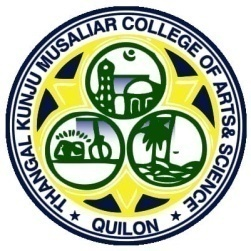 THANGAL KUNJU MUSALIAR COLLEGE OF ARTS& SCIENCE
QUILON